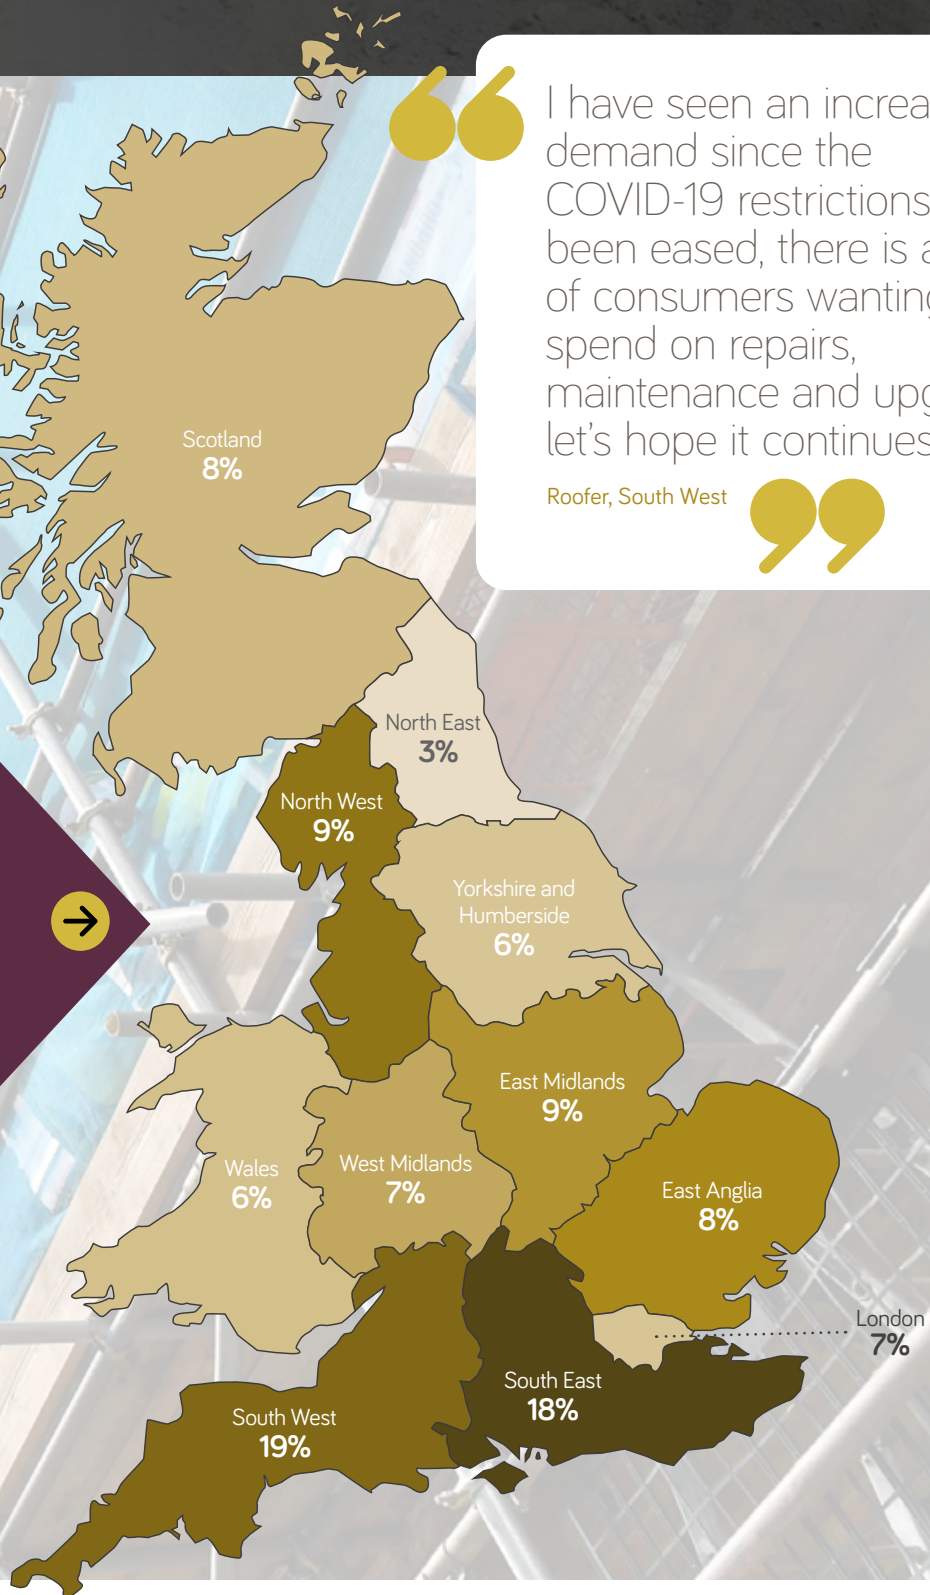 I have seen an
demand since the
COVID-19 restrictions
been eased, there is
of consumers
spend on repairs,
maintenance and
let's hope it continues
Roofer, South West
Scotland
8%
North East
3%
North West
9%
Yorkshire and
Humberside
6%
East Midlands
9%
West Midlands
7%
Wales
6%
East Anglia
8%
London
7%
South East
18%
South West
19%